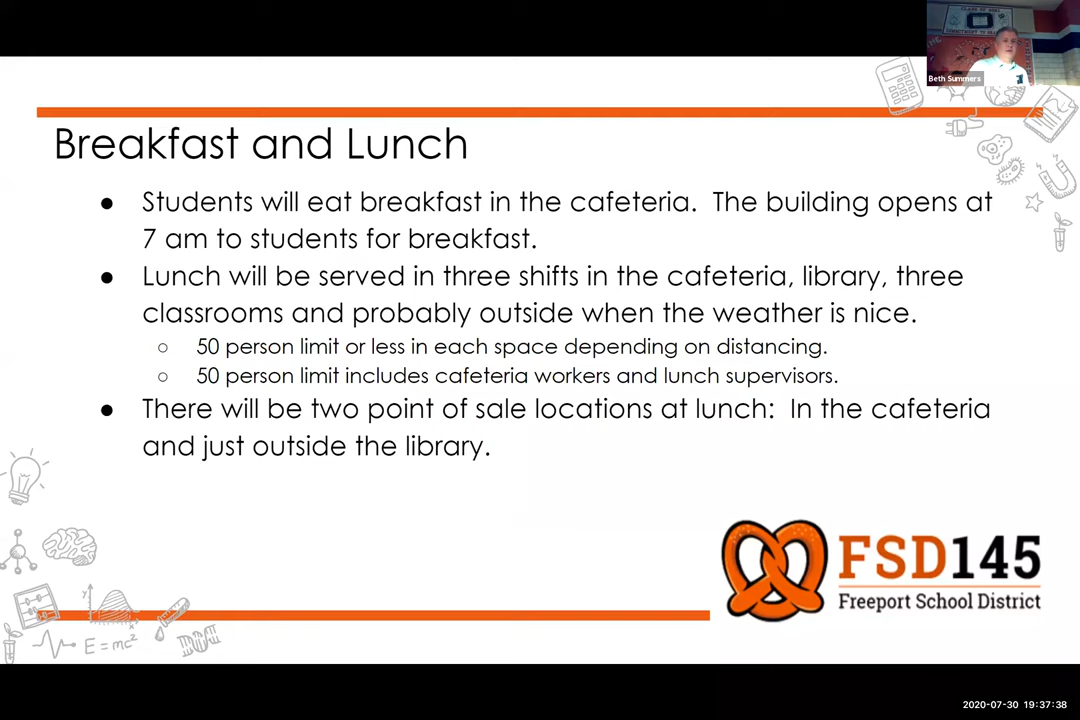 CLASS OF
Beth Summers
Breakfast and Lunch
● Students will eat breakfast in the cafeteria. The building opens at
7 am to students for breakfast.
● Lunch will be served in three shifts in the cafeteria, library, three
classrooms and probably outside when the weather is nice.
○ 50 person limit or less in each space depending on distancing.
○ 50 person limit includes cafeteria workers and lunch supervisors.
● There will be two point of sale locations at lunch: In the cafeteria
and just outside the library.
y
x
E=mc²
FSD145
Freeport School District
2020-07-30 19:37:38